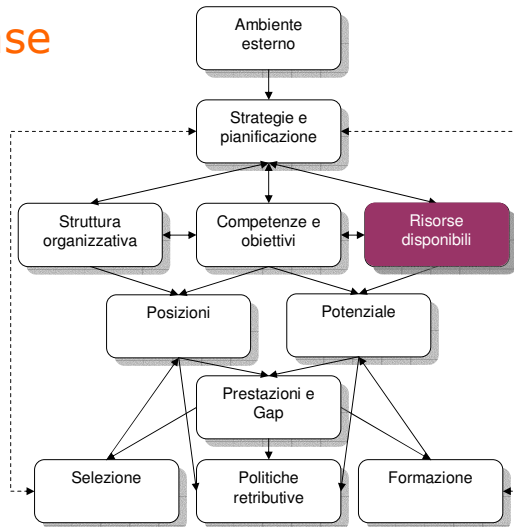 se
Ambiente
esterno
Strategie e
pianificazione
Struttura
organizzativa
Competenze e
obiettivi
Risorse
disponibili
Posizioni
Potenziale
Prestazioni e
Gap
Selezione
Politiche
retributive
Formazione